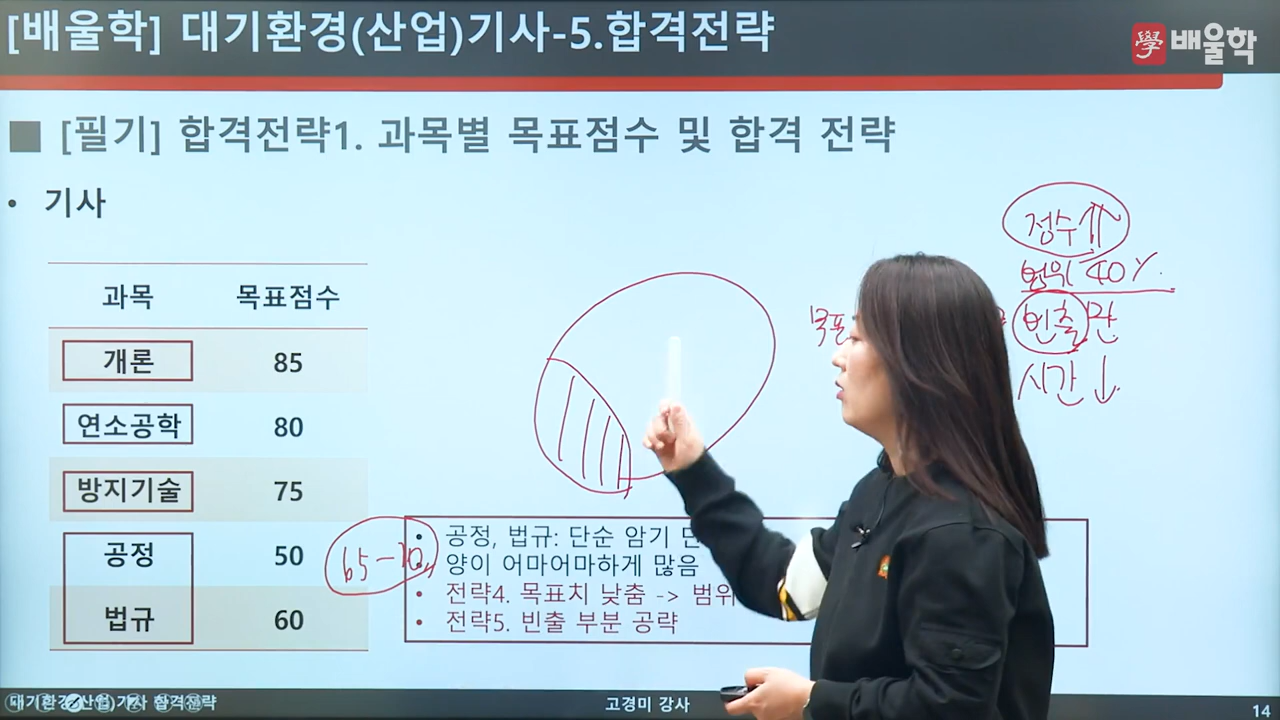 [배울학] 대기환경(산업)기사-5.합격전략
學 배울학
■ [필기] 합격전략1. 과목별 목표점수 및 합격 전략
• 기사
과목 목표점수
개론 85
연소공학 80
방지기술 75
공정 50
법규 60
점수⇑
범위 40%
목표
빈출만
시간↓
65-70
• 공정, 법규: 단순 암기
양이 어마어마하게 많음
• 전략4. 목표치 낮춤 -> 범위
• 전략5. 빈출 부분 공략
대기환경(산업)기사 합격전략
고경미 강사
14